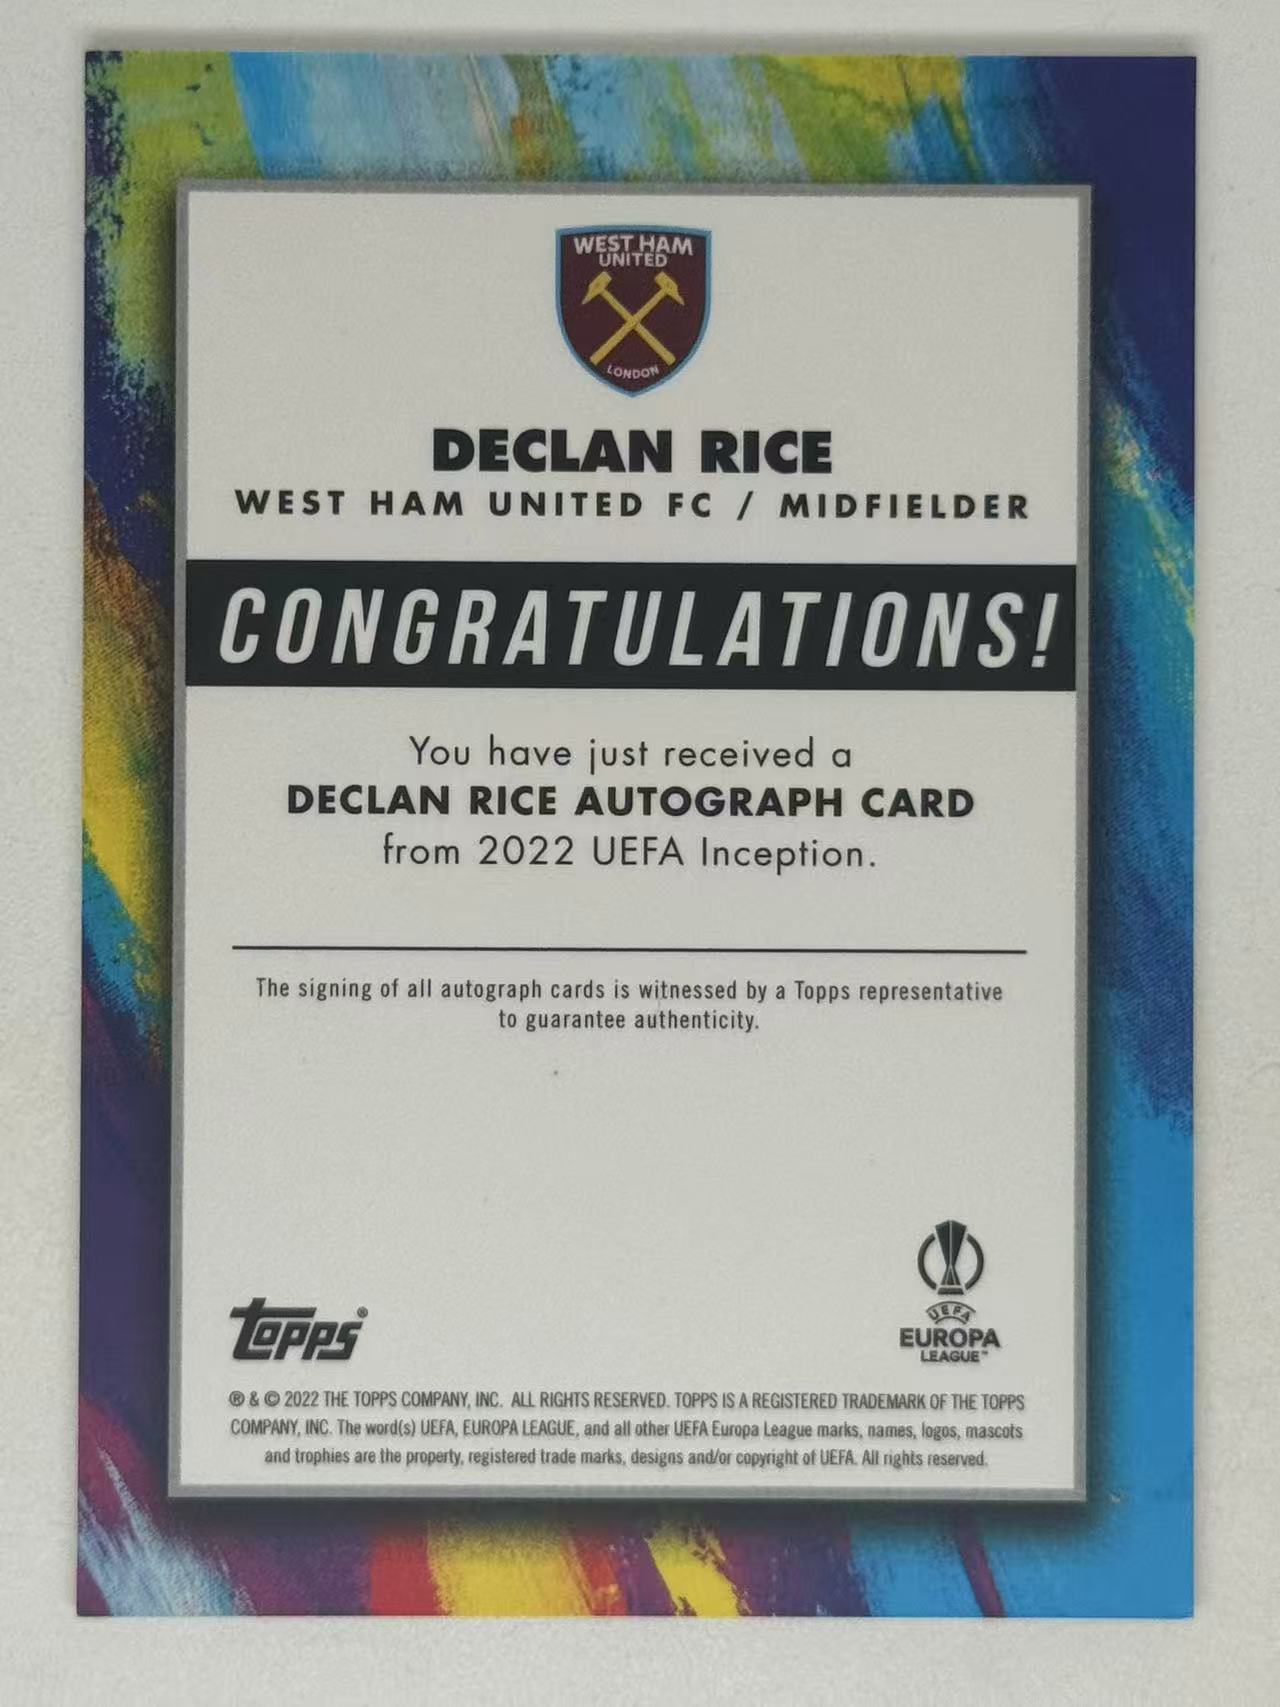 WEST HAM
UNITED
LONDON
DECLAN RICE
WEST HAM UNITED FC / MIDFIELDER
CONGRATULATIONS!
You have just received a
DECLAN RICE AUTOGRAPH CARD
from 2022 UEFA Inception.
The signing of all autograph cards is witnessed by a Topps representative
to guarantee authenticity.
Topps®
UEFA
EUROPA
LEAGUE™
® & © 2022 THE TOPPS COMPANY, INC. ALL RIGHTS RESERVED. TOPPS IS A REGISTERED TRADEMARK OF THE TOPPS
COMPANY, INC. The word(s) UEFA, EUROPA LEAGUE, and all other UEFA Europa League marks, names, logos, mascots
and trophies are the property, registered trade marks, designs and/or copyright of UEFA. All rights reserved.